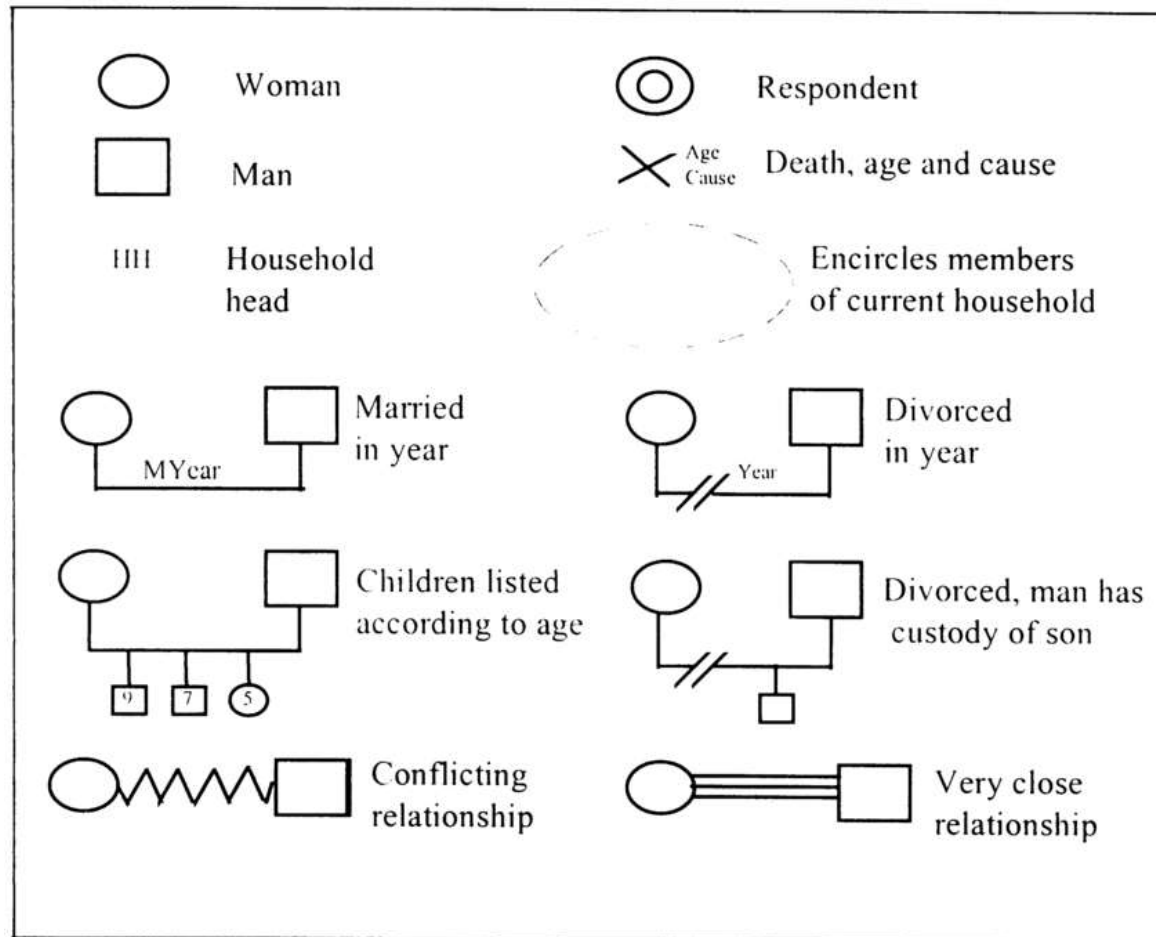 Woman
Respondent
Man
Age
Cause
Death, age and cause
HH
Household
head
Encircles members
of current household
MYear
Married
in year
Year
Divorced
in year
Children listed
according to age
9 7 5
Divorced, man has
custody of son
Conflicting
relationship
Very close
relationship